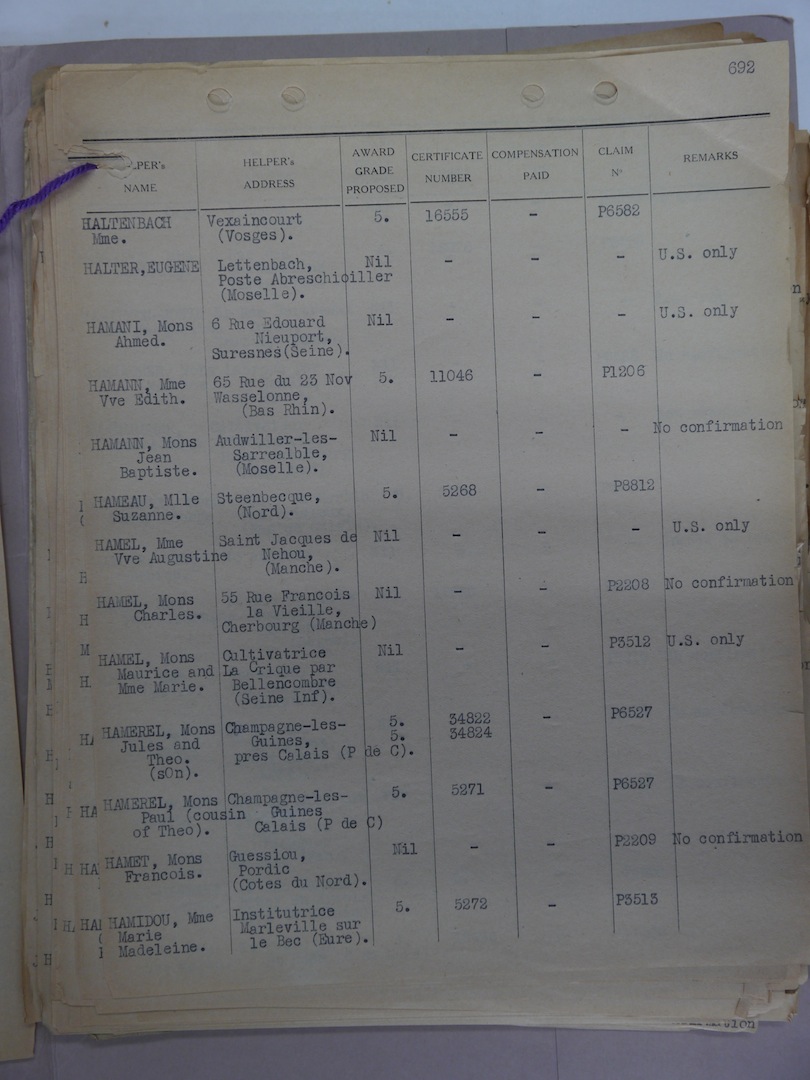 692
HELPER's NAME | HELPER's ADDRESS | AWARD GRADE PROPOSED | CERTIFICATE NUMBER | COMPENSATION PAID | CLAIM Nº | REMARKS
HALTENBACH Vexaincourt 5. 16555 - P6582
Mme. (Vosges).
HALTER,EUGENE Lettenbach, Nil - - - U.S. only
Poste Abreschioiller
(Moselle).
HAMANI, Mons 6 Rue Edouard Nil - - - U.S. only
Ahmed. Nieuport,
Suresnes(Seine).
HAMANN, Mme 65 Rue du 23 Nov 5. 11046 - P1206
Vve Edith. Wasselonne,
(Bas Rhin).
HAMANN, Mons Audwiller-les- Nil - - - No confirmation
Jean Sarrealble,
Baptiste. (Moselle).
HAMEAU, Mlle Steenbecque, 5. 5268 - P8812
Suzanne. (Nord).
HAMEL, Mme Saint Jacques de Nil - - - U.S. only
Vve Augustine Nehou,
(Manche).
HAMEL, Mons 55 Rue Francois Nil - - P2208 No confirmation
Charles. la Vieille,
Cherbourg (Manche)
HAMEL, Mons Cultivatrice Nil - - P3512 U.S. only
Maurice and La Crique par
Mme Marie. Bellencombre
(Seine Inf).
HAMEREL, Mons Champagne-les- 5. 34822 - P6527
Jules and Guines, 5. 34824
Theo. pres Calais (P de C).
(sOn).
HAMEREL, Mons Champagne-les- 5. 5271 - P6527
Paul (cousin Guines
of Theo). Calais (P de C)
HAMET, Mons Guessiou, Nil - - P2209 No confirmation
Francois. Pordic
(Cotes du Nord).
HAMIDOU, Mme Institutrice 5. 5272 - P3513
Marie Marleville sur
Madeleine. le Bec (Eure).